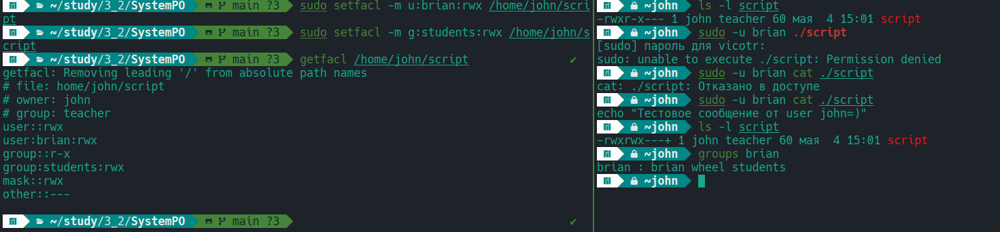 ~/study/3_2/SystemPO main ?3 sudo setfacl -m u:brian:rwx /home/john/scri
pt
~/study/3_2/SystemPO main ?3 sudo setfacl -m g:students:rwx /home/john/s
cript
~/study/3_2/SystemPO main ?3 getfacl /home/john/script ✔
getfacl: Removing leading '/' from absolute path names
# file: home/john/script
# owner: john
# group: teacher
user::rwx
user:brian:rwx
group::r-x
group:students:rwx
mask::rwx
other::---
~/study/3_2/SystemPO main ?3 ✔
~john ls -l script
-rwxr-x--- 1 john teacher 60 мая  4 15:01 script
~john sudo -u brian ./script
[sudo] пароль для vicotr:
sudo: unable to execute ./script: Permission denied
~john sudo -u brian cat ./script
cat: ./script: Отказано в доступе
~john sudo -u brian cat ./script
echo "Тестовое сообщение от user john=)"
~john ls -l script
-rwxrwx---+ 1 john teacher 60 мая  4 15:01 script
~john groups brian
brian : brian wheel students
~john